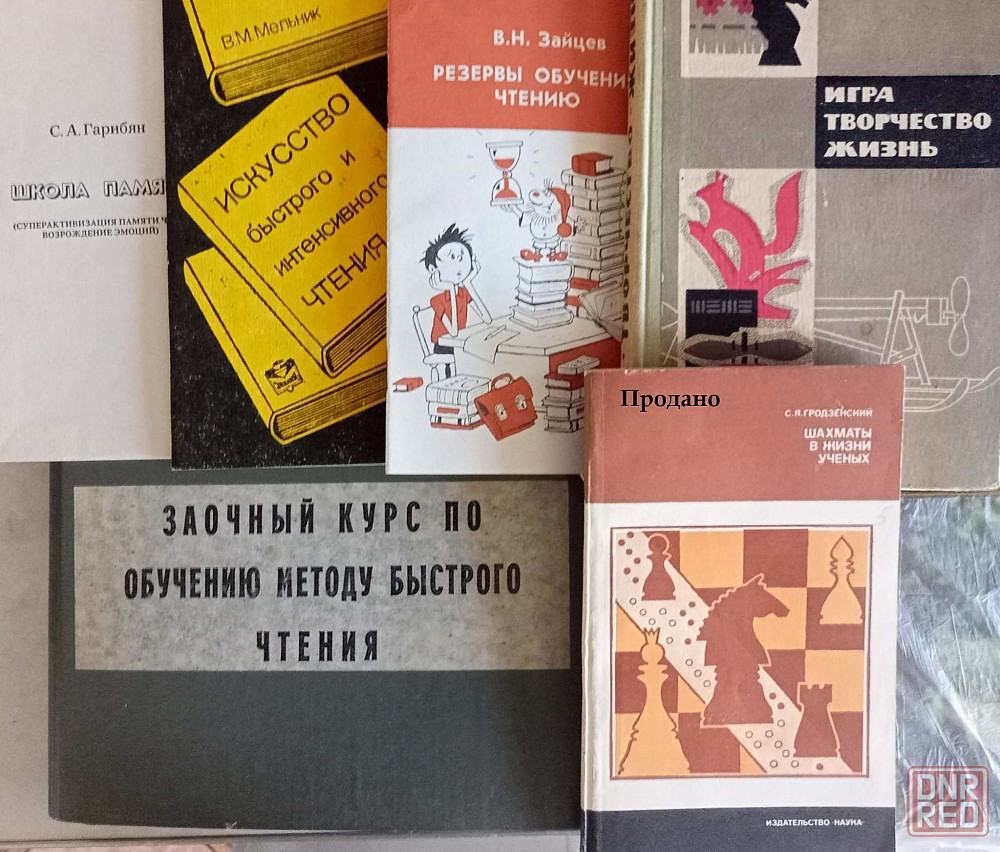 С. А. Гарибян
ШКОЛА ПАМЯ
(СУПЕРАКТИВИЗАЦИЯ ПАМЯТИ Ч
ВОЗРОЖДЕНИЕ ЭМОЦИЙ)
В.М. Мельник
ИСКУССТВО
быстрого и
интенсивного
ЧТЕНИЯ
В.Н. Зайцев
РЕЗЕРВЫ ОБУЧЕНИ
ЧТЕНИЮ
ИГРА
ТВОРЧЕСТВО
ЖИЗНЬ
Продано
С.Я.ГРОДЗЕНСКИЙ
ШАХМАТЫ
В ЖИЗНИ
УЧЕНЫХ
ИЗДАТЕЛЬСТВО «НАУКА»
ЗАОЧНЫЙ КУРС ПО
ОБУЧЕНИЮ МЕТОДУ БЫСТРОГО
ЧТЕНИЯ
DNR
RED